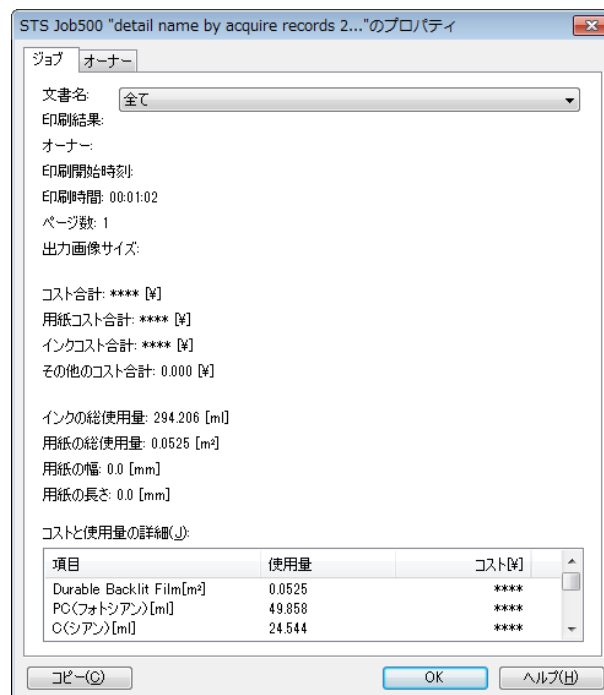 STS Job500 "detail name by acquire records 2..."のプロパティ
ジョブ オーナー
文書名: 全て
印刷結果:
オーナー:
印刷開始時刻:
印刷時間: 00:01:02
ページ数: 1
出力画像サイズ:
コスト合計: **** [¥]
用紙コスト合計: **** [¥]
インクコスト合計: **** [¥]
その他のコスト合計: 0.000 [¥]
インクの総使用量: 294.206 [ml]
用紙の総使用量: 0.0525 [m²]
用紙の幅: 0.0 [mm]
用紙の長さ: 0.0 [mm]
コストと使用量の詳細(J):
項目 使用量 コスト[¥]
Durable Backlit Film[m²] 0.0525 ****
PC(フォトシアン)[ml] 49.858 ****
C(シアン)[ml] 24.544 ****
コピー(C) OK ヘルプ(H)